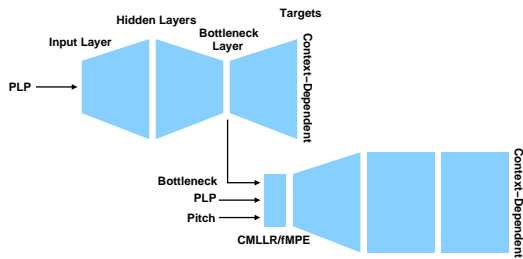 Targets
Hidden Layers
Bottleneck
Layer
Input Layer
PLP
Context-Dependent
Bottleneck
PLP
Pitch
CMLLR/fMPE
Context-Dependent